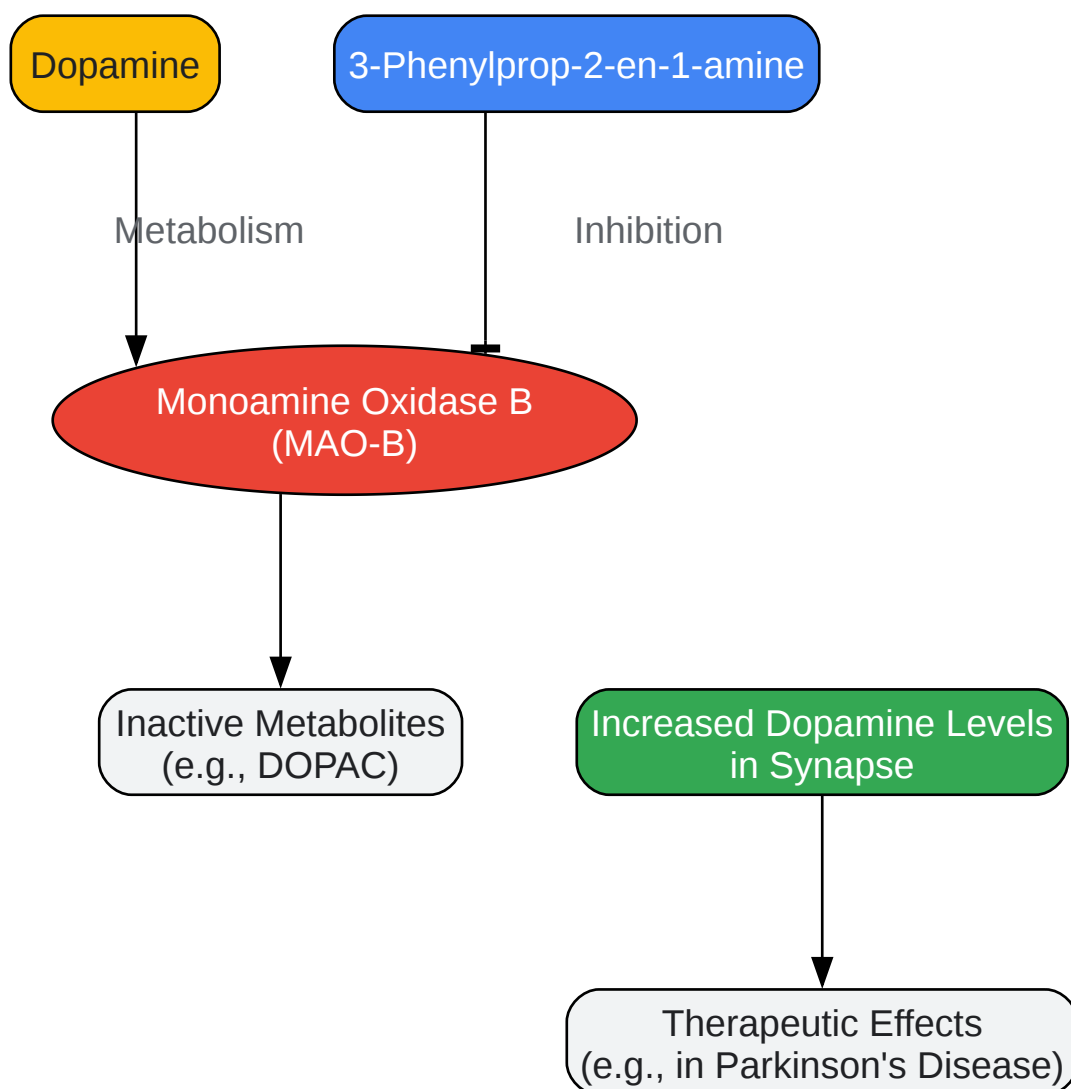 Dopamine
3-Phenylprop-2-en-1-amine
Metabolism
Inhibition
Monoamine Oxidase B
(MAO-B)
Inactive Metabolites
(e.g., DOPAC)
Increased Dopamine Levels
in Synapse
Therapeutic Effects
(e.g., in Parkinson's Disease)